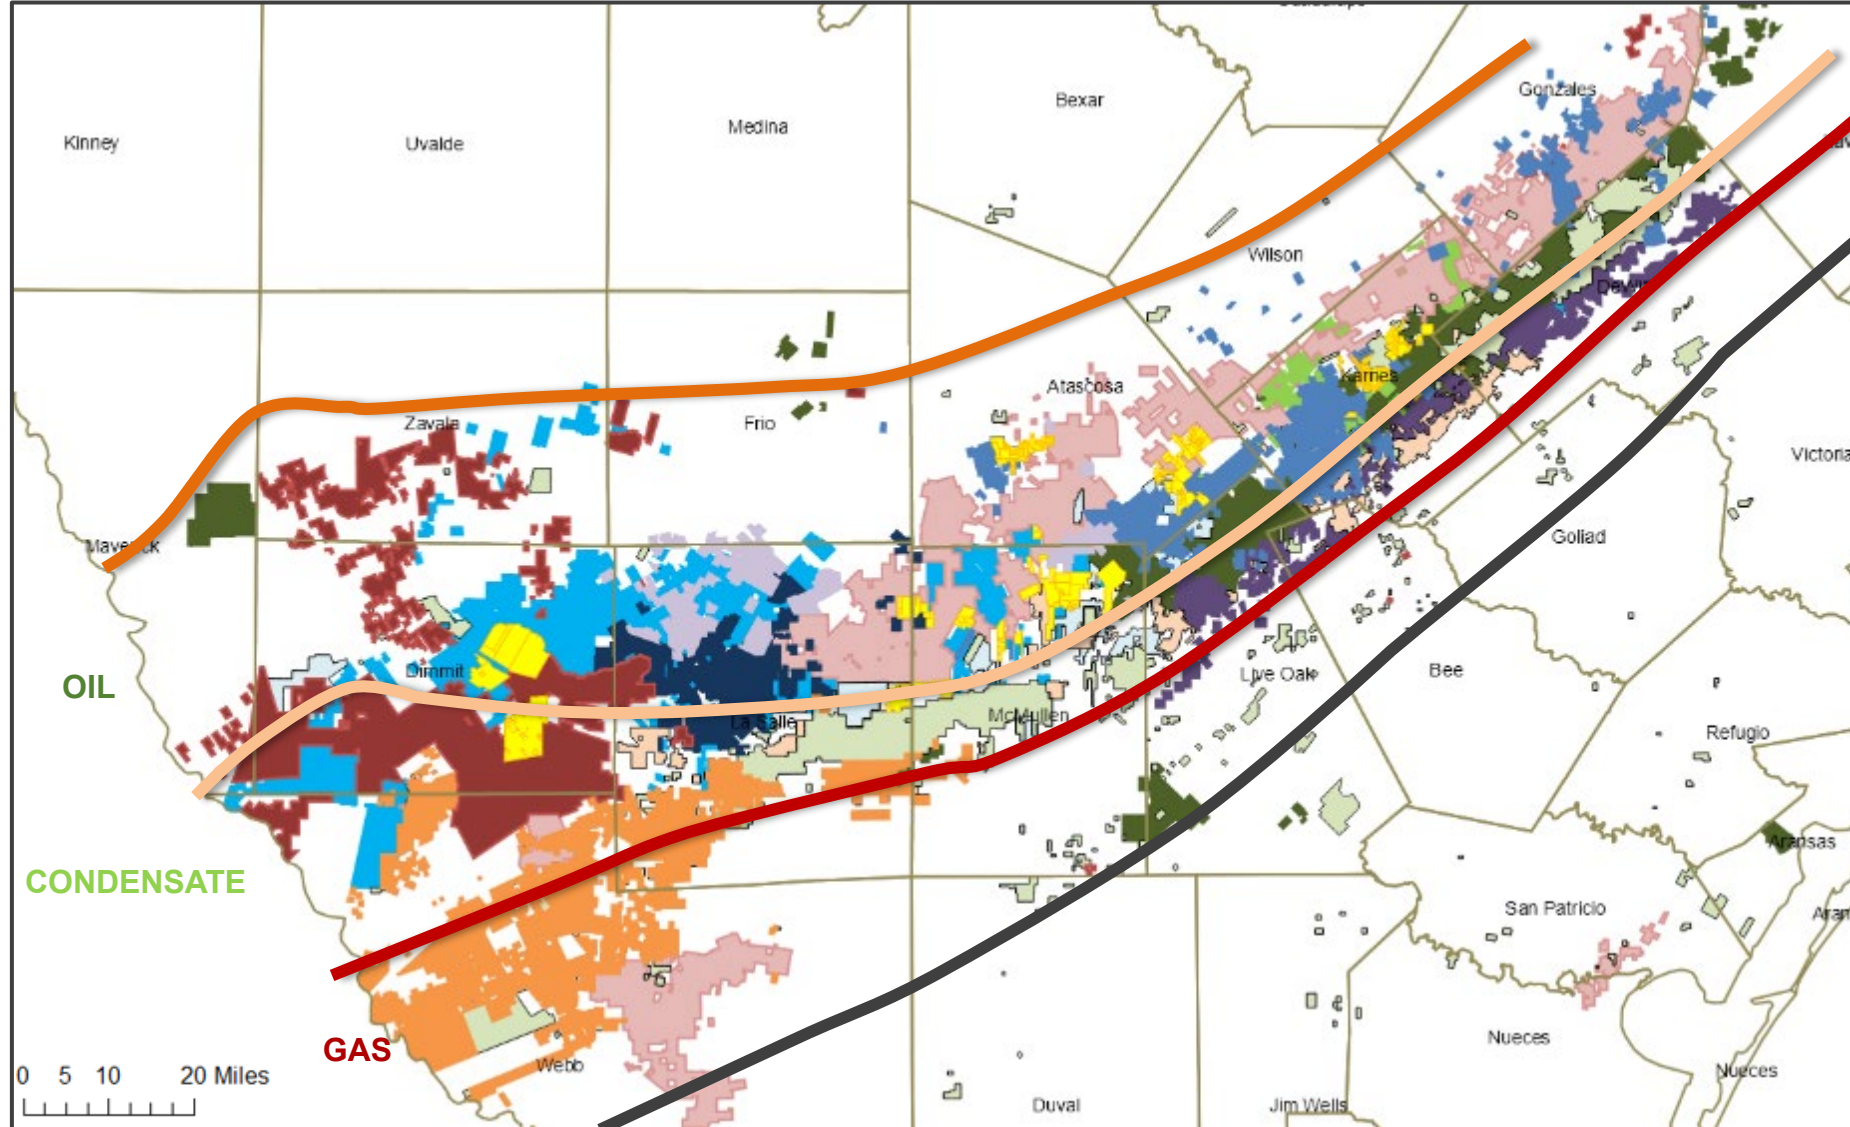 Gonzales
Bexar
Medina
Kinney
Uvalde
Wilson
Karnes
Atascosa
Zavala
Frio
Victoria
Goliad
Maverick
Dimmit
Live Oak
Bee
OIL
La Salle
McMullen
Refugio
Aransas
CONDENSATE
San Patricio
Nueces
GAS
Webb
Nueces
0 5 10 20 Miles
Duval
Jim Wells